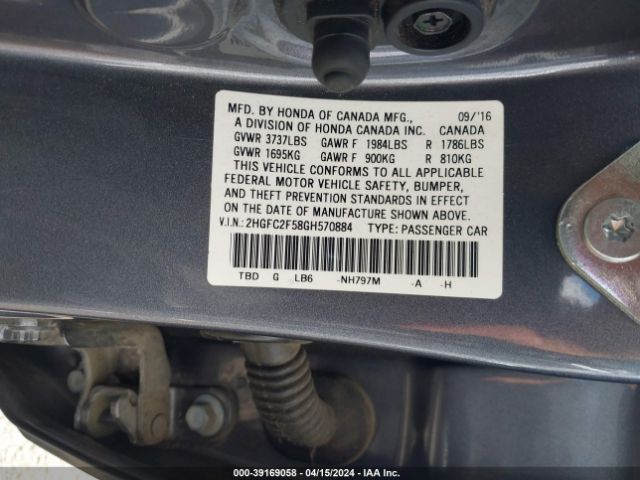 MFD. BY HONDA OF CANADA MFG., 09/'16
A DIVISION OF HONDA CANADA INC. CANADA
GVWR 3737LBS GAWR F 1984LBS R 1786LBS
GVWR 1695KG GAWR F 900KG R 810KG
THIS VEHICLE CONFORMS TO ALL APPLICABLE
FEDERAL MOTOR VEHICLE SAFETY, BUMPER,
AND THEFT PREVENTION STANDARDS IN EFFECT
ON THE DATE OF MANUFACTURE SHOWN ABOVE.
V.I.N.: 2HGFC2F58GH570884 TYPE: PASSENGER CAR
TBD G LB6 -NH797M -A -H
000-39169058 - 04/15/2024 - IAA Inc.